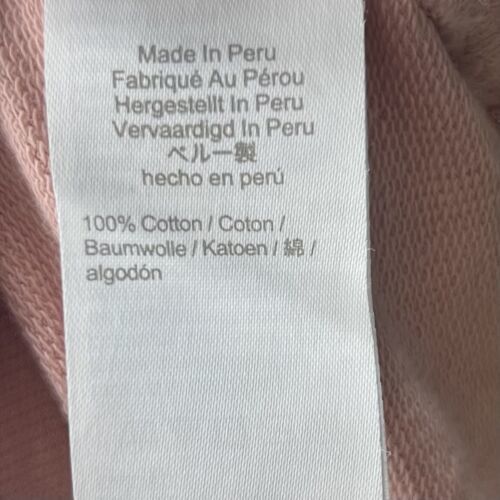 Made In Peru
Fabriqué Au Pérou
Hergestellt In Peru
Vervaardigd In Peru
ペルー製
hecho en perú
100% Cotton / Coton /
Baumwolle / Katoen / 綿 /
algodón